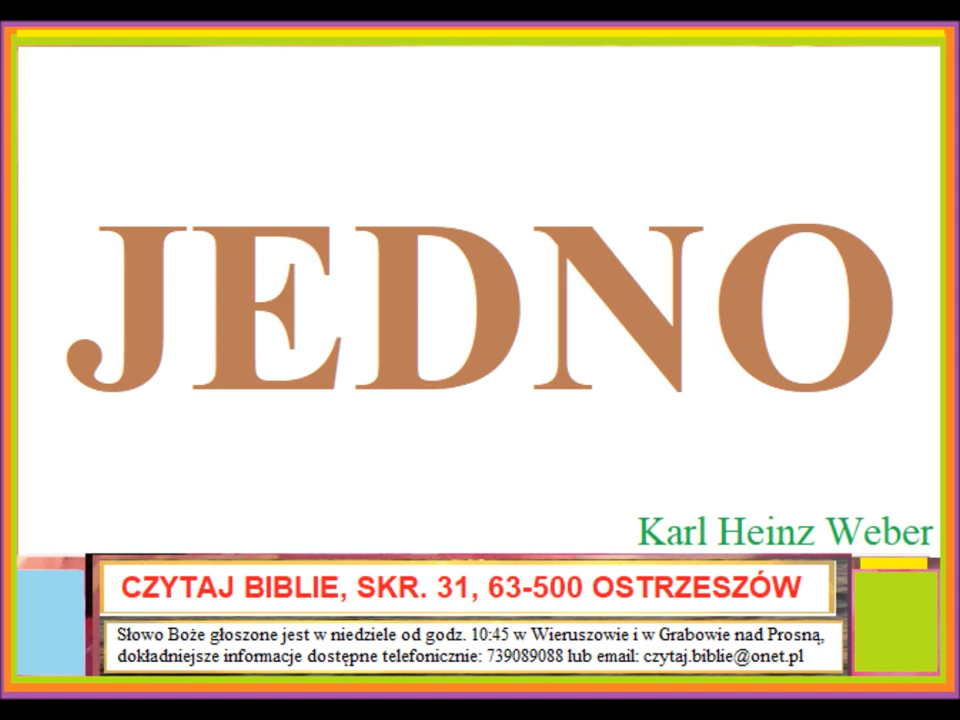 JEDNO
Karl Heinz Weber
CZYTAJ BIBLIE, SKR. 31, 63-500 OSTRZESZÓW
Słowo Boże głoszone jest w niedziele od godz. 10:45 w Wieruszowie i w Grabowie nad Prosną,
dokładniejsze informacje dostępne telefonicznie: 739089088 lub email: czytaj.biblie@onet.pl